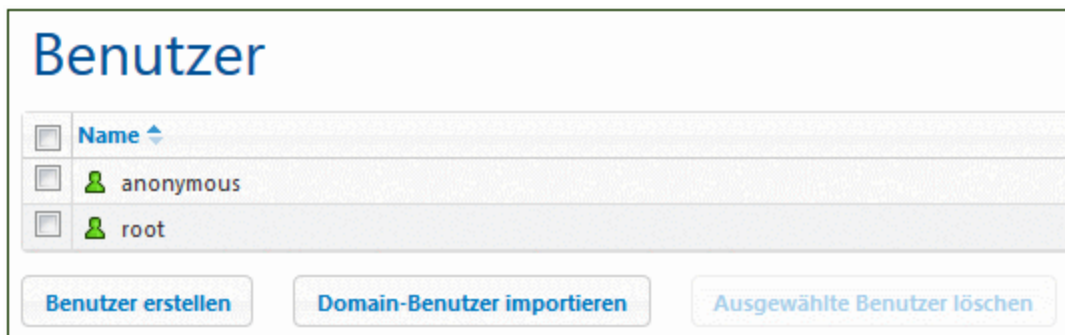 Benutzer
Name
anonymous
root
Benutzer erstellen Domain-Benutzer importieren Ausgewählte Benutzer löschen